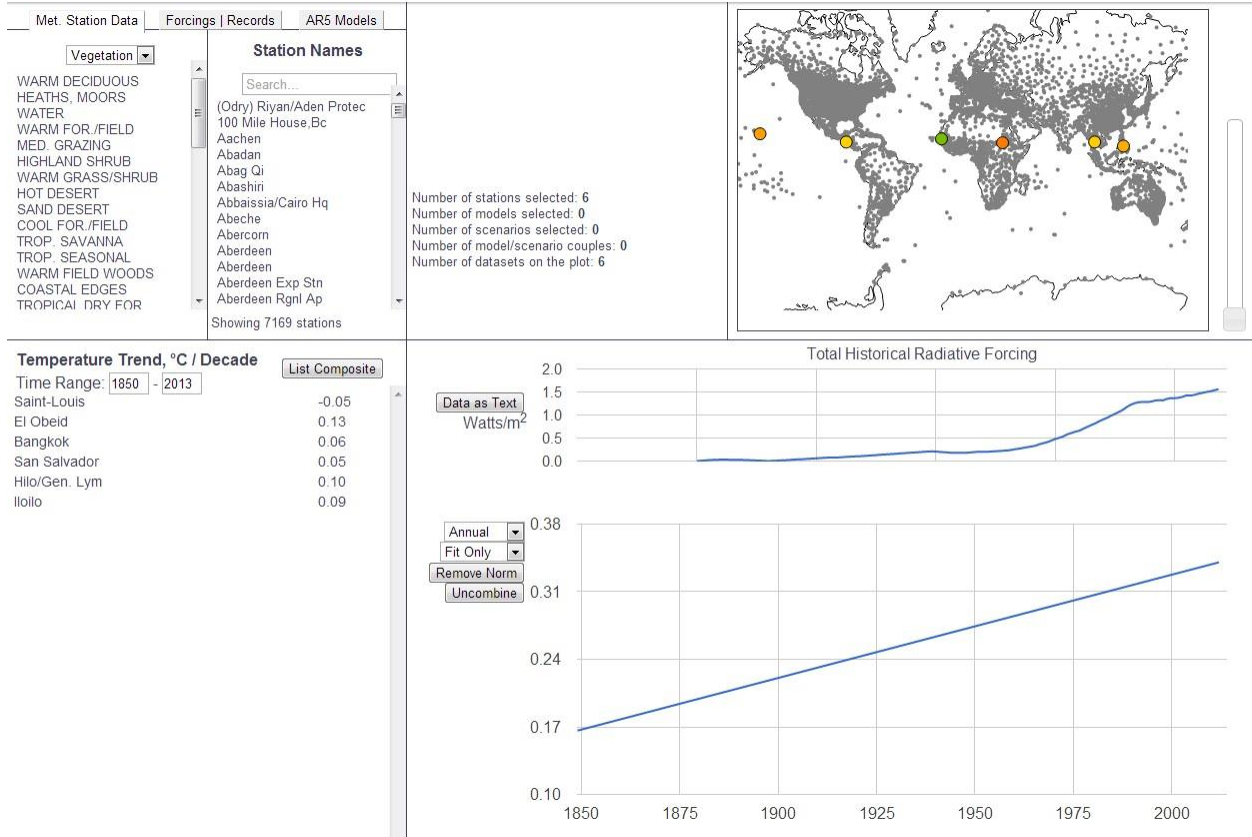 Met. Station Data
Forcings | Records
AR5 Models
Vegetation
WARM DECIDUOUS
HEATHS, MOORS
WATER
WARM FOR./FIELD
MED. GRAZING
HIGHLAND SHRUB
WARM GRASS/SHRUB
HOT DESERT
SAND DESERT
COOL FOR./FIELD
TROP. SAVANNA
TROP. SEASONAL
WARM FIELD WOODS
COASTAL EDGES
TROPICAL DRY FOR
Station Names
Search...
(Odry) Riyan/Aden Protec
100 Mile House,Bc
Aachen
Abadan
Abag Qi
Abashiri
Abbaissia/Cairo Hq
Abeche
Abercorn
Aberdeen
Aberdeen
Aberdeen Exp Stn
Aberdeen Rgnl Ap
Showing 7169 stations
Number of stations selected: 6
Number of models selected: 0
Number of scenarios selected: 0
Number of model/scenario couples: 0
Number of datasets on the plot: 6
Temperature Trend, °C / Decade
List Composite
Time Range: 1850 - 2013
Saint-Louis -0.05
El Obeid 0.13
Bangkok 0.06
San Salvador 0.05
Hilo/Gen. Lym 0.10
Iloilo 0.09
Total Historical Radiative Forcing
Data as Text
Watts/m²
2.0
1.5
1.0
0.5
0.0
Annual
Fit Only
Remove Norm
Uncombine
0.38
0.31
0.24
0.17
0.10
1850 1875 1900 1925 1950 1975 2000